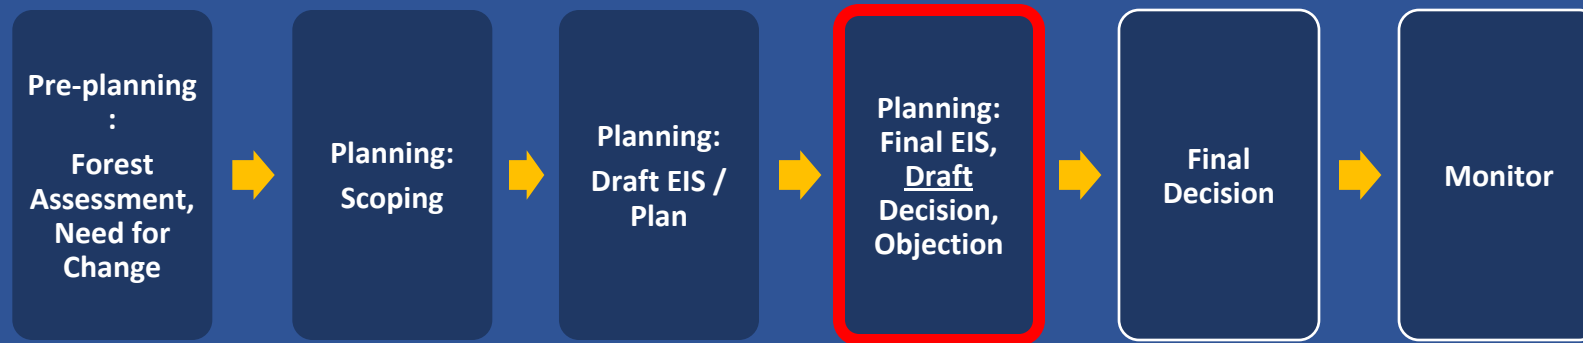 Pre-planning
:
Forest
Assessment,
Need for
Change
Planning:
Scoping
Planning:
Draft EIS /
Plan
Planning:
Final EIS,
Draft
Decision,
Objection
Final
Decision
Monitor